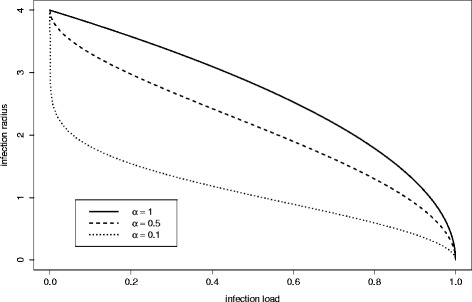 4
3
2
1
0
infection radius
α = 1
α = 0.5
α = 0.1
0.0 0.2 0.4 0.6 0.8 1.0
infection load